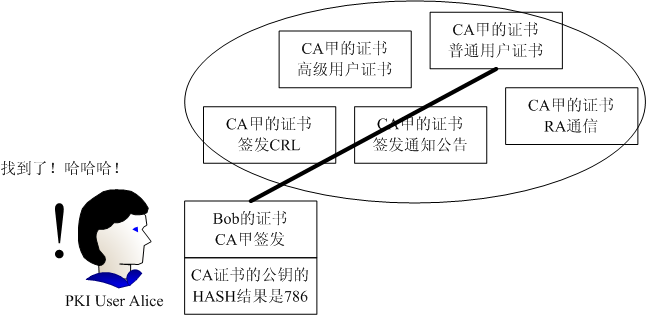 CA甲的证书
普通用户证书
CA甲的证书
高级用户证书
CA甲的证书
RA通信
CA甲的证书
签发CRL
CA甲的证书
签发通知公告
找到了！哈哈哈！
!
Bob的证书
CA甲签发
CA证书的公钥的
HASH结果是786
PKI User Alice